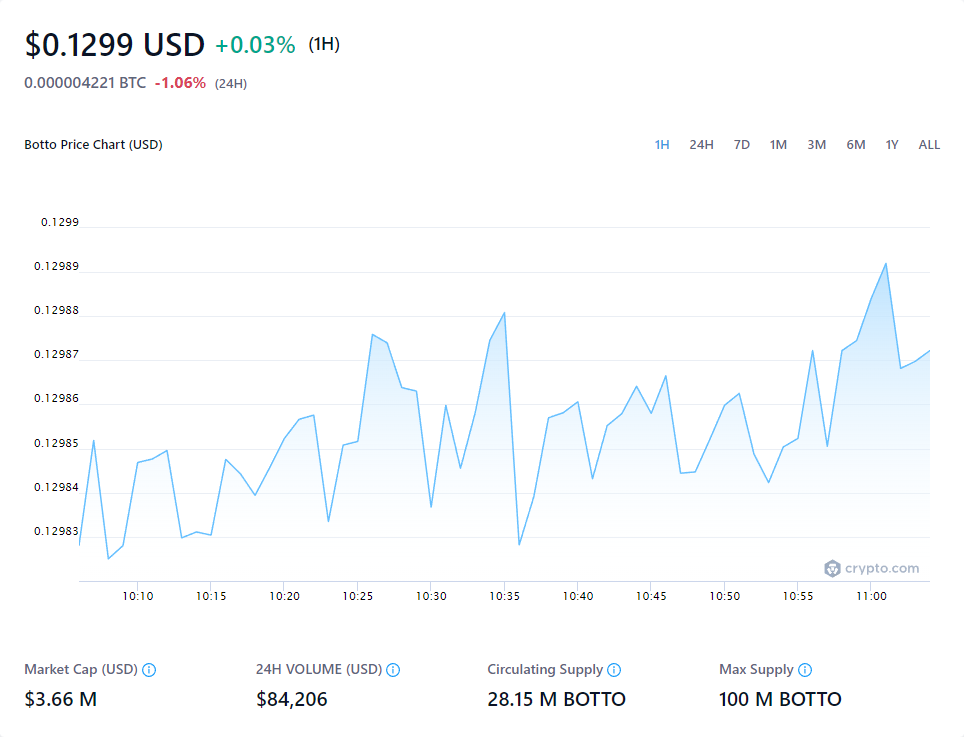 $0.1299 USD +0.03% (1H)
0.000004221 BTC -1.06% (24H)
Botto Price Chart (USD) 1H 24H 7D 1M 3M 6M 1Y ALL
0.1299
0.12989
0.12988
0.12987
0.12986
0.12985
0.12984
0.12983
crypto.com
10:10 10:15 10:20 10:25 10:30 10:35 10:40 10:45 10:50 10:55 11:00
Market Cap (USD) 24H VOLUME (USD) Circulating Supply Max Supply
$3.66 M $84,206 28.15 M BOTTO 100 M BOTTO